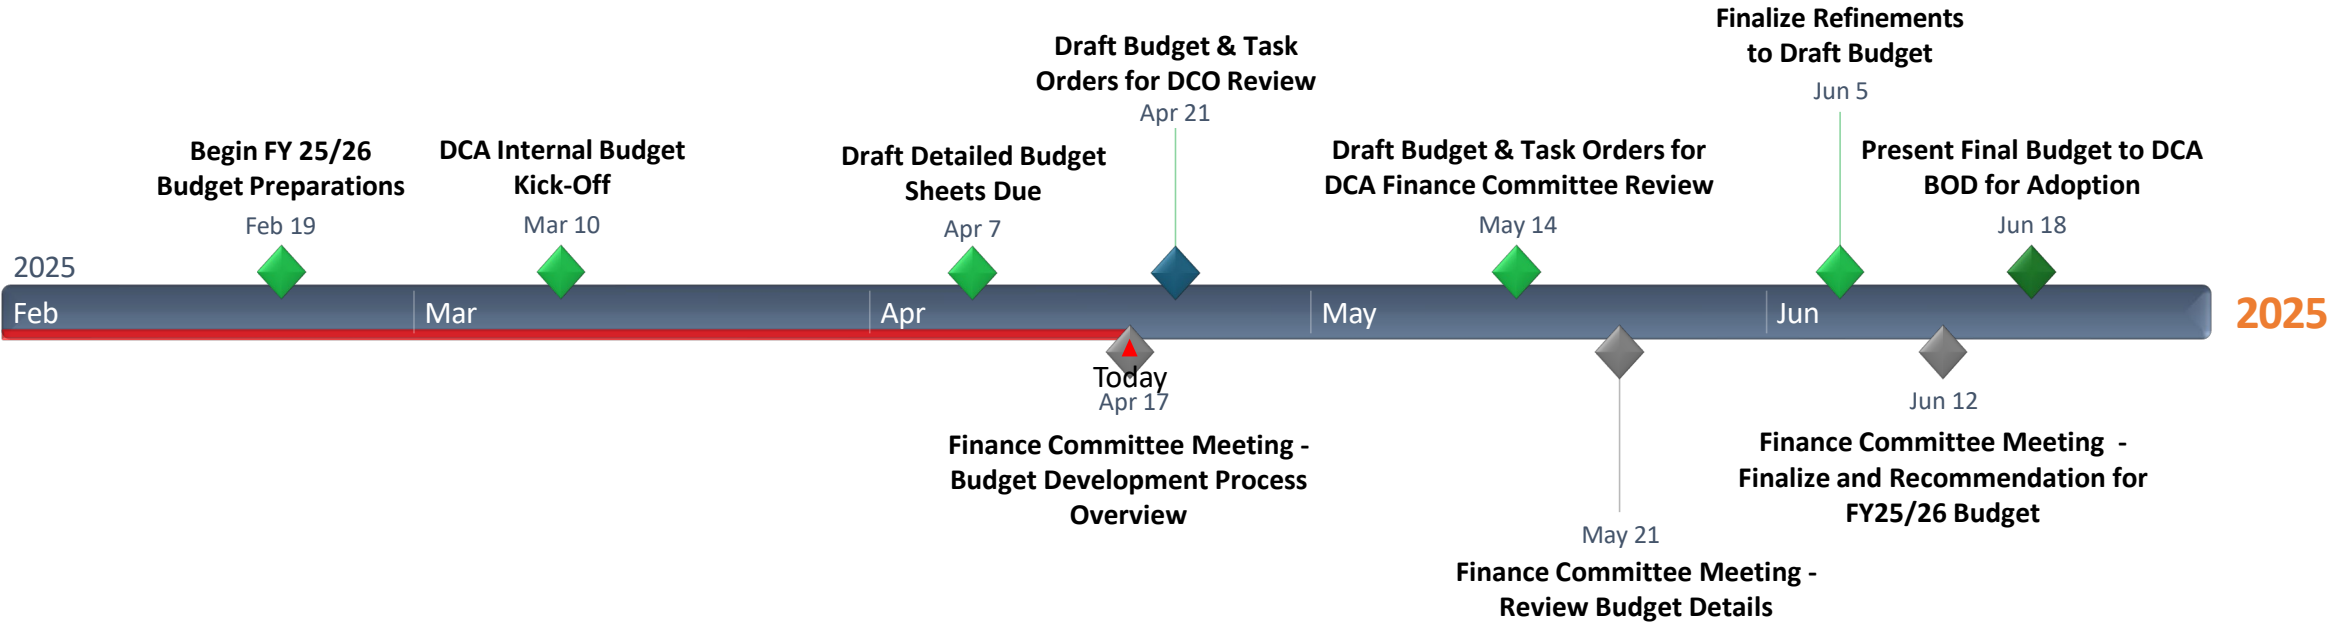 Finalize Refinements
to Draft Budget
Jun 5
Draft Budget & Task
Orders for DCO Review
Apr 21
Begin FY 25/26
Budget Preparations
Feb 19
DCA Internal Budget
Kick-Off
Mar 10
Draft Detailed Budget
Sheets Due
Apr 7
Draft Budget & Task Orders for
DCA Finance Committee Review
May 14
Present Final Budget to DCA
BOD for Adoption
Jun 18
2025
Feb
Mar
Apr
May
Jun
2025
Today
Apr 17
Finance Committee Meeting -
Budget Development Process
Overview
May 21
Finance Committee Meeting -
Review Budget Details
Jun 12
Finance Committee Meeting -
Finalize and Recommendation for
FY25/26 Budget